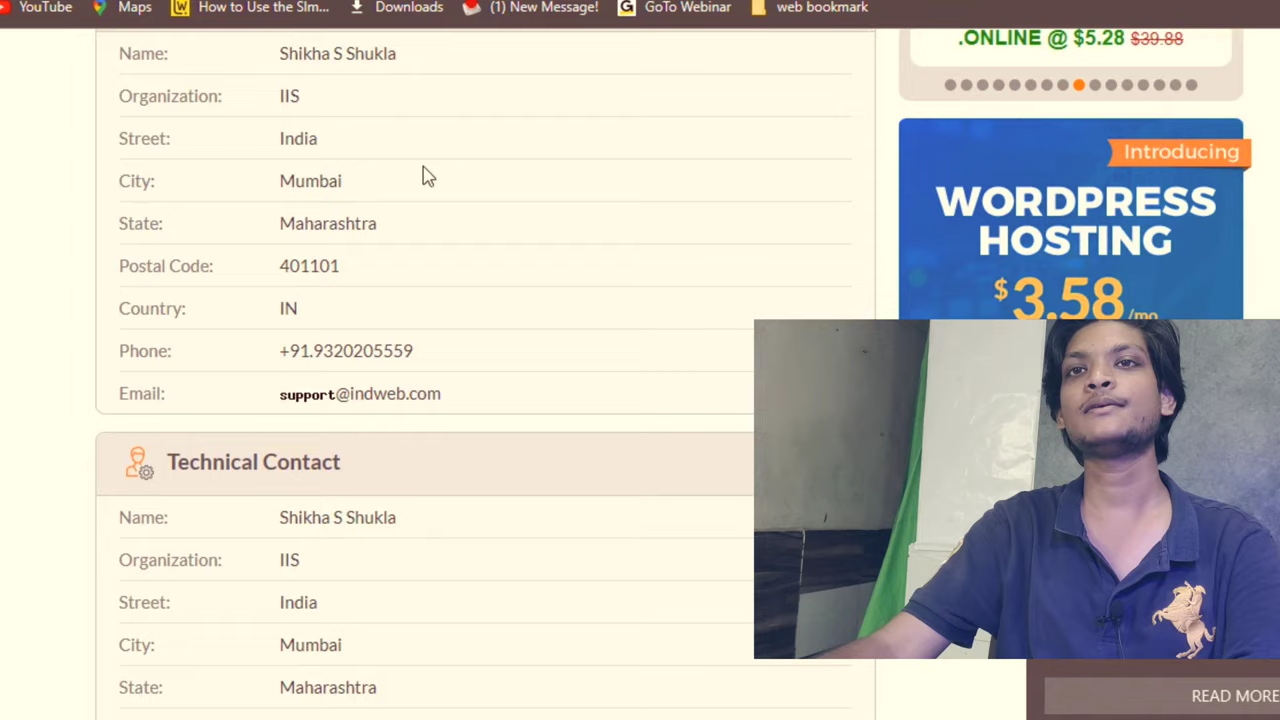 YouTube Maps How to Use the SIm... Downloads (1) New Message! GoTo Webinar web bookmark
Name: Shikha S Shukla
Organization: IIS
Street: India
City: Mumbai
State: Maharashtra
Postal Code: 401101
Country: IN
Phone: +91.9320205559
Email: support@indweb.com
Technical Contact
Name: Shikha S Shukla
Organization: IIS
Street: India
City: Mumbai
State: Maharashtra
.ONLINE @ $5.28 $39.88
Introducing
WORDPRESS
HOSTING
$3.58/mo
READ MORE